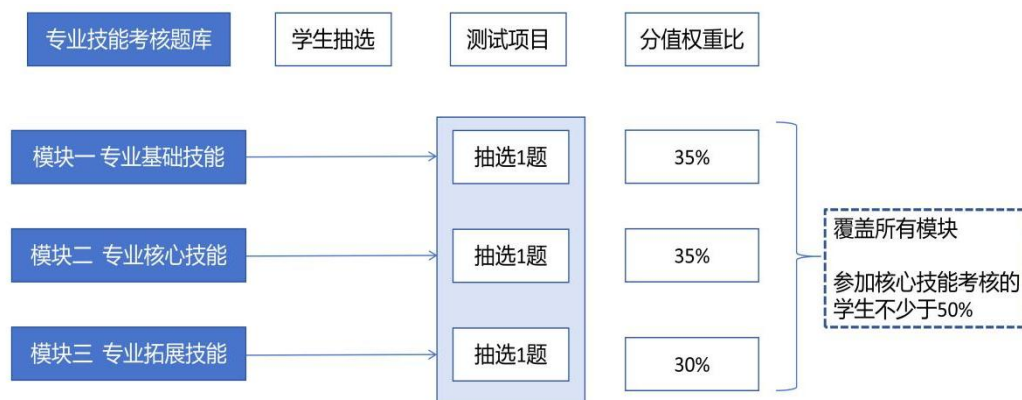 专业技能考核题库 学生抽选 测试项目 分值权重比
模块一 专业基础技能 抽选1题 35%
模块二 专业核心技能 抽选1题 35%
模块三 专业拓展技能 抽选1题 30%
覆盖所有模块
参加核心技能考核的
学生不少于50%